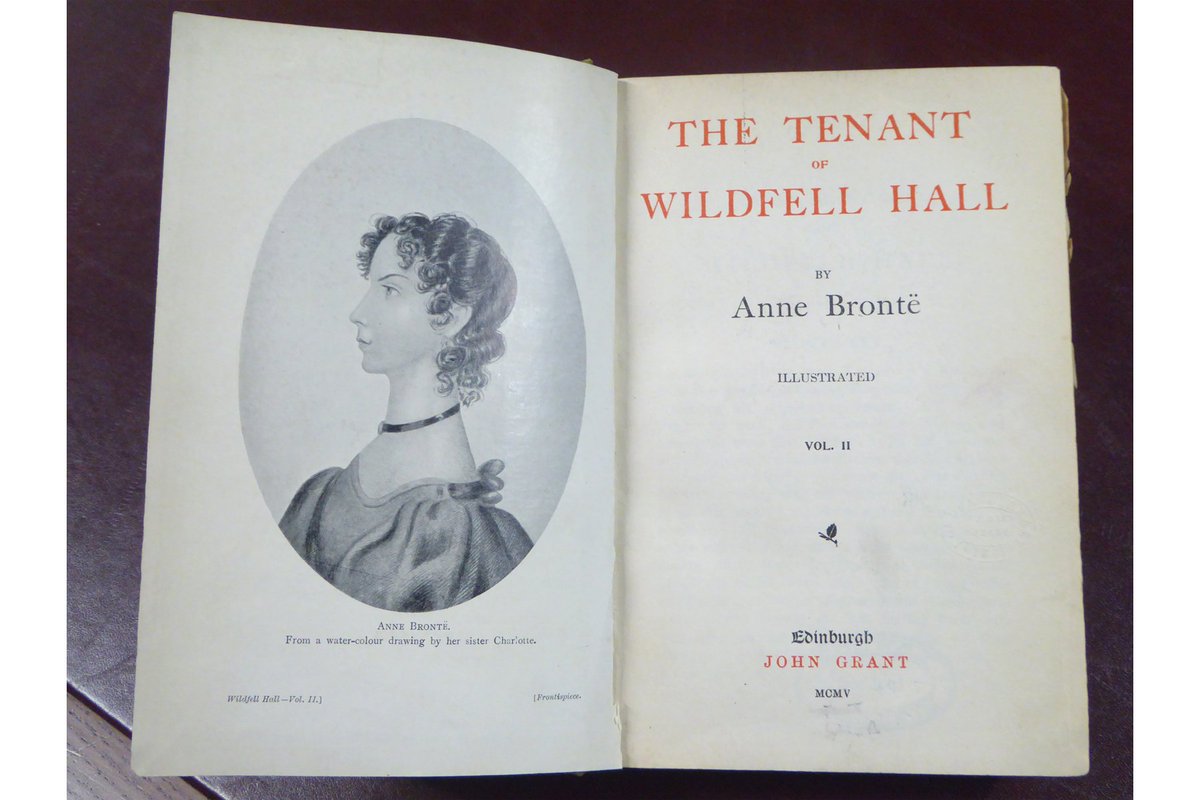 ANNE BRONTË.
From a water-colour drawing by her sister Charlotte.
Wildfell Hall—Vol. II.]
[Frontispiece.
THE TENANT
OF
WILDFELL HALL
BY
Anne Brontë
ILLUSTRATED
VOL. II
Edinburgh
JOHN GRANT
MCMV